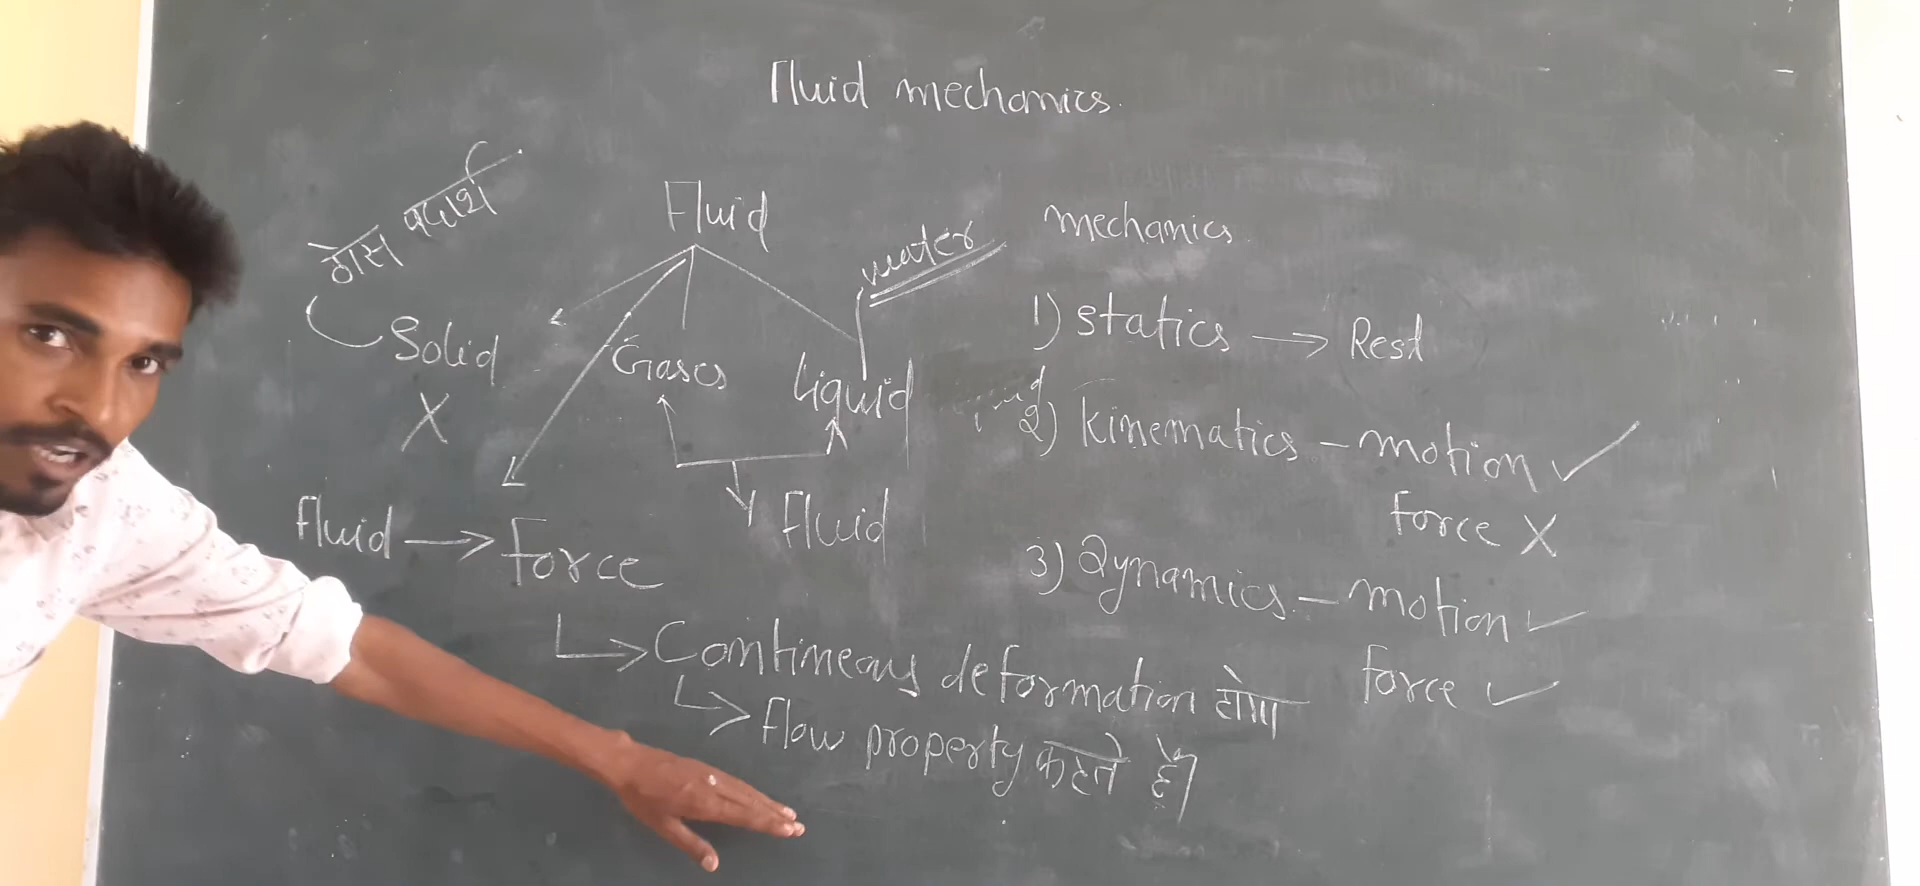 Fluid mechanics
ठोस पदार्थ
Fluid
water
Solid
Gases
Liquid
X
Fluid
Fluid → Force
Contineous deformation होगा
Flow property कहते हैं।
mechanics
1) Statics → Rest
2) Kinematics - motion ✓
Force X
3) Dynamics - motion ✓
Force ✓